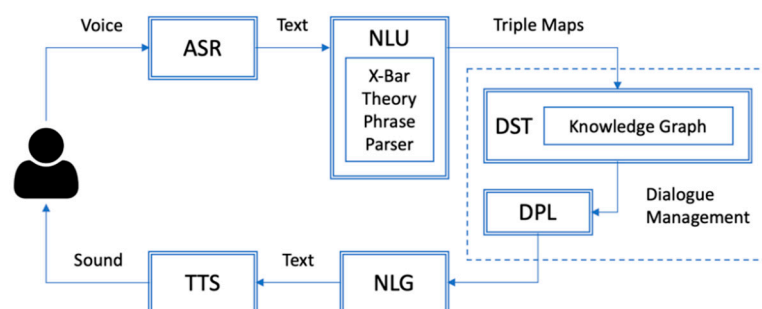 Voice
ASR
Text
NLU
X-Bar
Theory
Phrase
Parser
Triple Maps
DST
Knowledge Graph
DPL
Dialogue
Management
Sound
TTS
Text
NLG